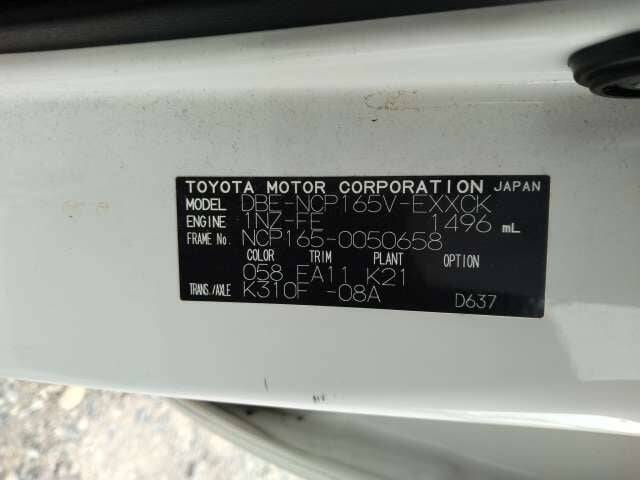 TOYOTA MOTOR CORPORATION JAPAN
MODEL DBE-NCP165V-EXXCK
ENGINE 1NZ-FE 1496 mL
FRAME No. NCP165-0050658
COLOR TRIM PLANT OPTION
058 FA11 K21
TRANS./AXLE K310F -08A D637